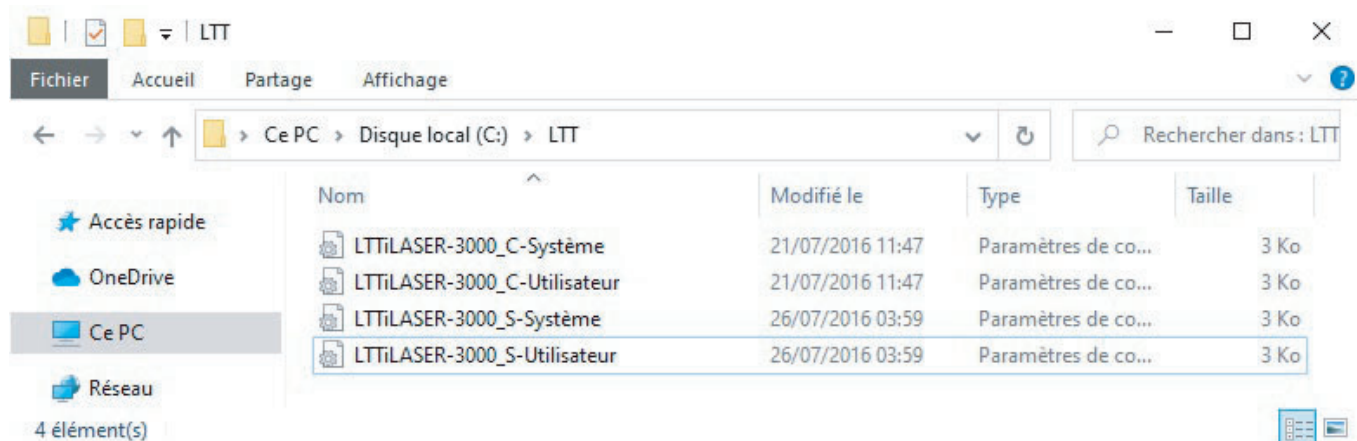 LTT
Fichier Accueil Partage Affichage
Ce PC > Disque local (C:) > LTT Rechercher dans : LTT
Nom Modifié le Type Taille
Accès rapide
OneDrive
Ce PC
Réseau
LTTiLASER-3000_C-Système 21/07/2016 11:47 Paramètres de co... 3 Ko
LTTiLASER-3000_C-Utilisateur 21/07/2016 11:47 Paramètres de co... 3 Ko
LTTiLASER-3000_S-Système 26/07/2016 03:59 Paramètres de co... 3 Ko
LTTiLASER-3000_S-Utilisateur 26/07/2016 03:59 Paramètres de co... 3 Ko
4 élément(s)